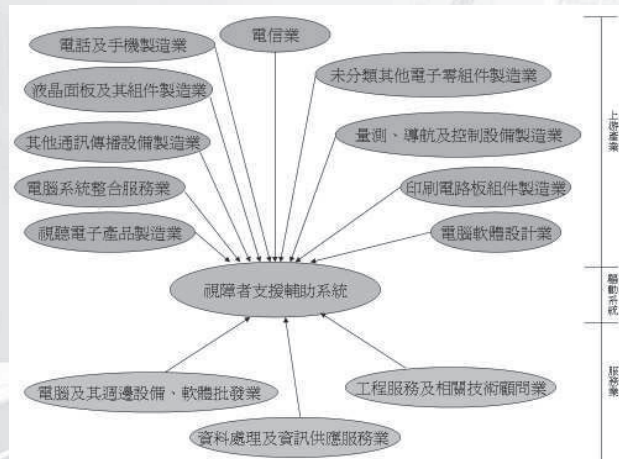 電信業
電話及手機製造業
未分類其他電子零組件製造業
液晶面板及其組件製造業
其他通訊傳播設備製造業
量測、導航及控制設備製造業
電腦系統整合服務業
印刷電路板組件製造業
視聽電子產品製造業
電腦軟體設計業
視障者支援輔助系統
電腦及其週邊設備、軟體批發業
工程服務及相關技術顧問業
資料處理及資訊供應服務業
上游產業
驅動系統
服務業